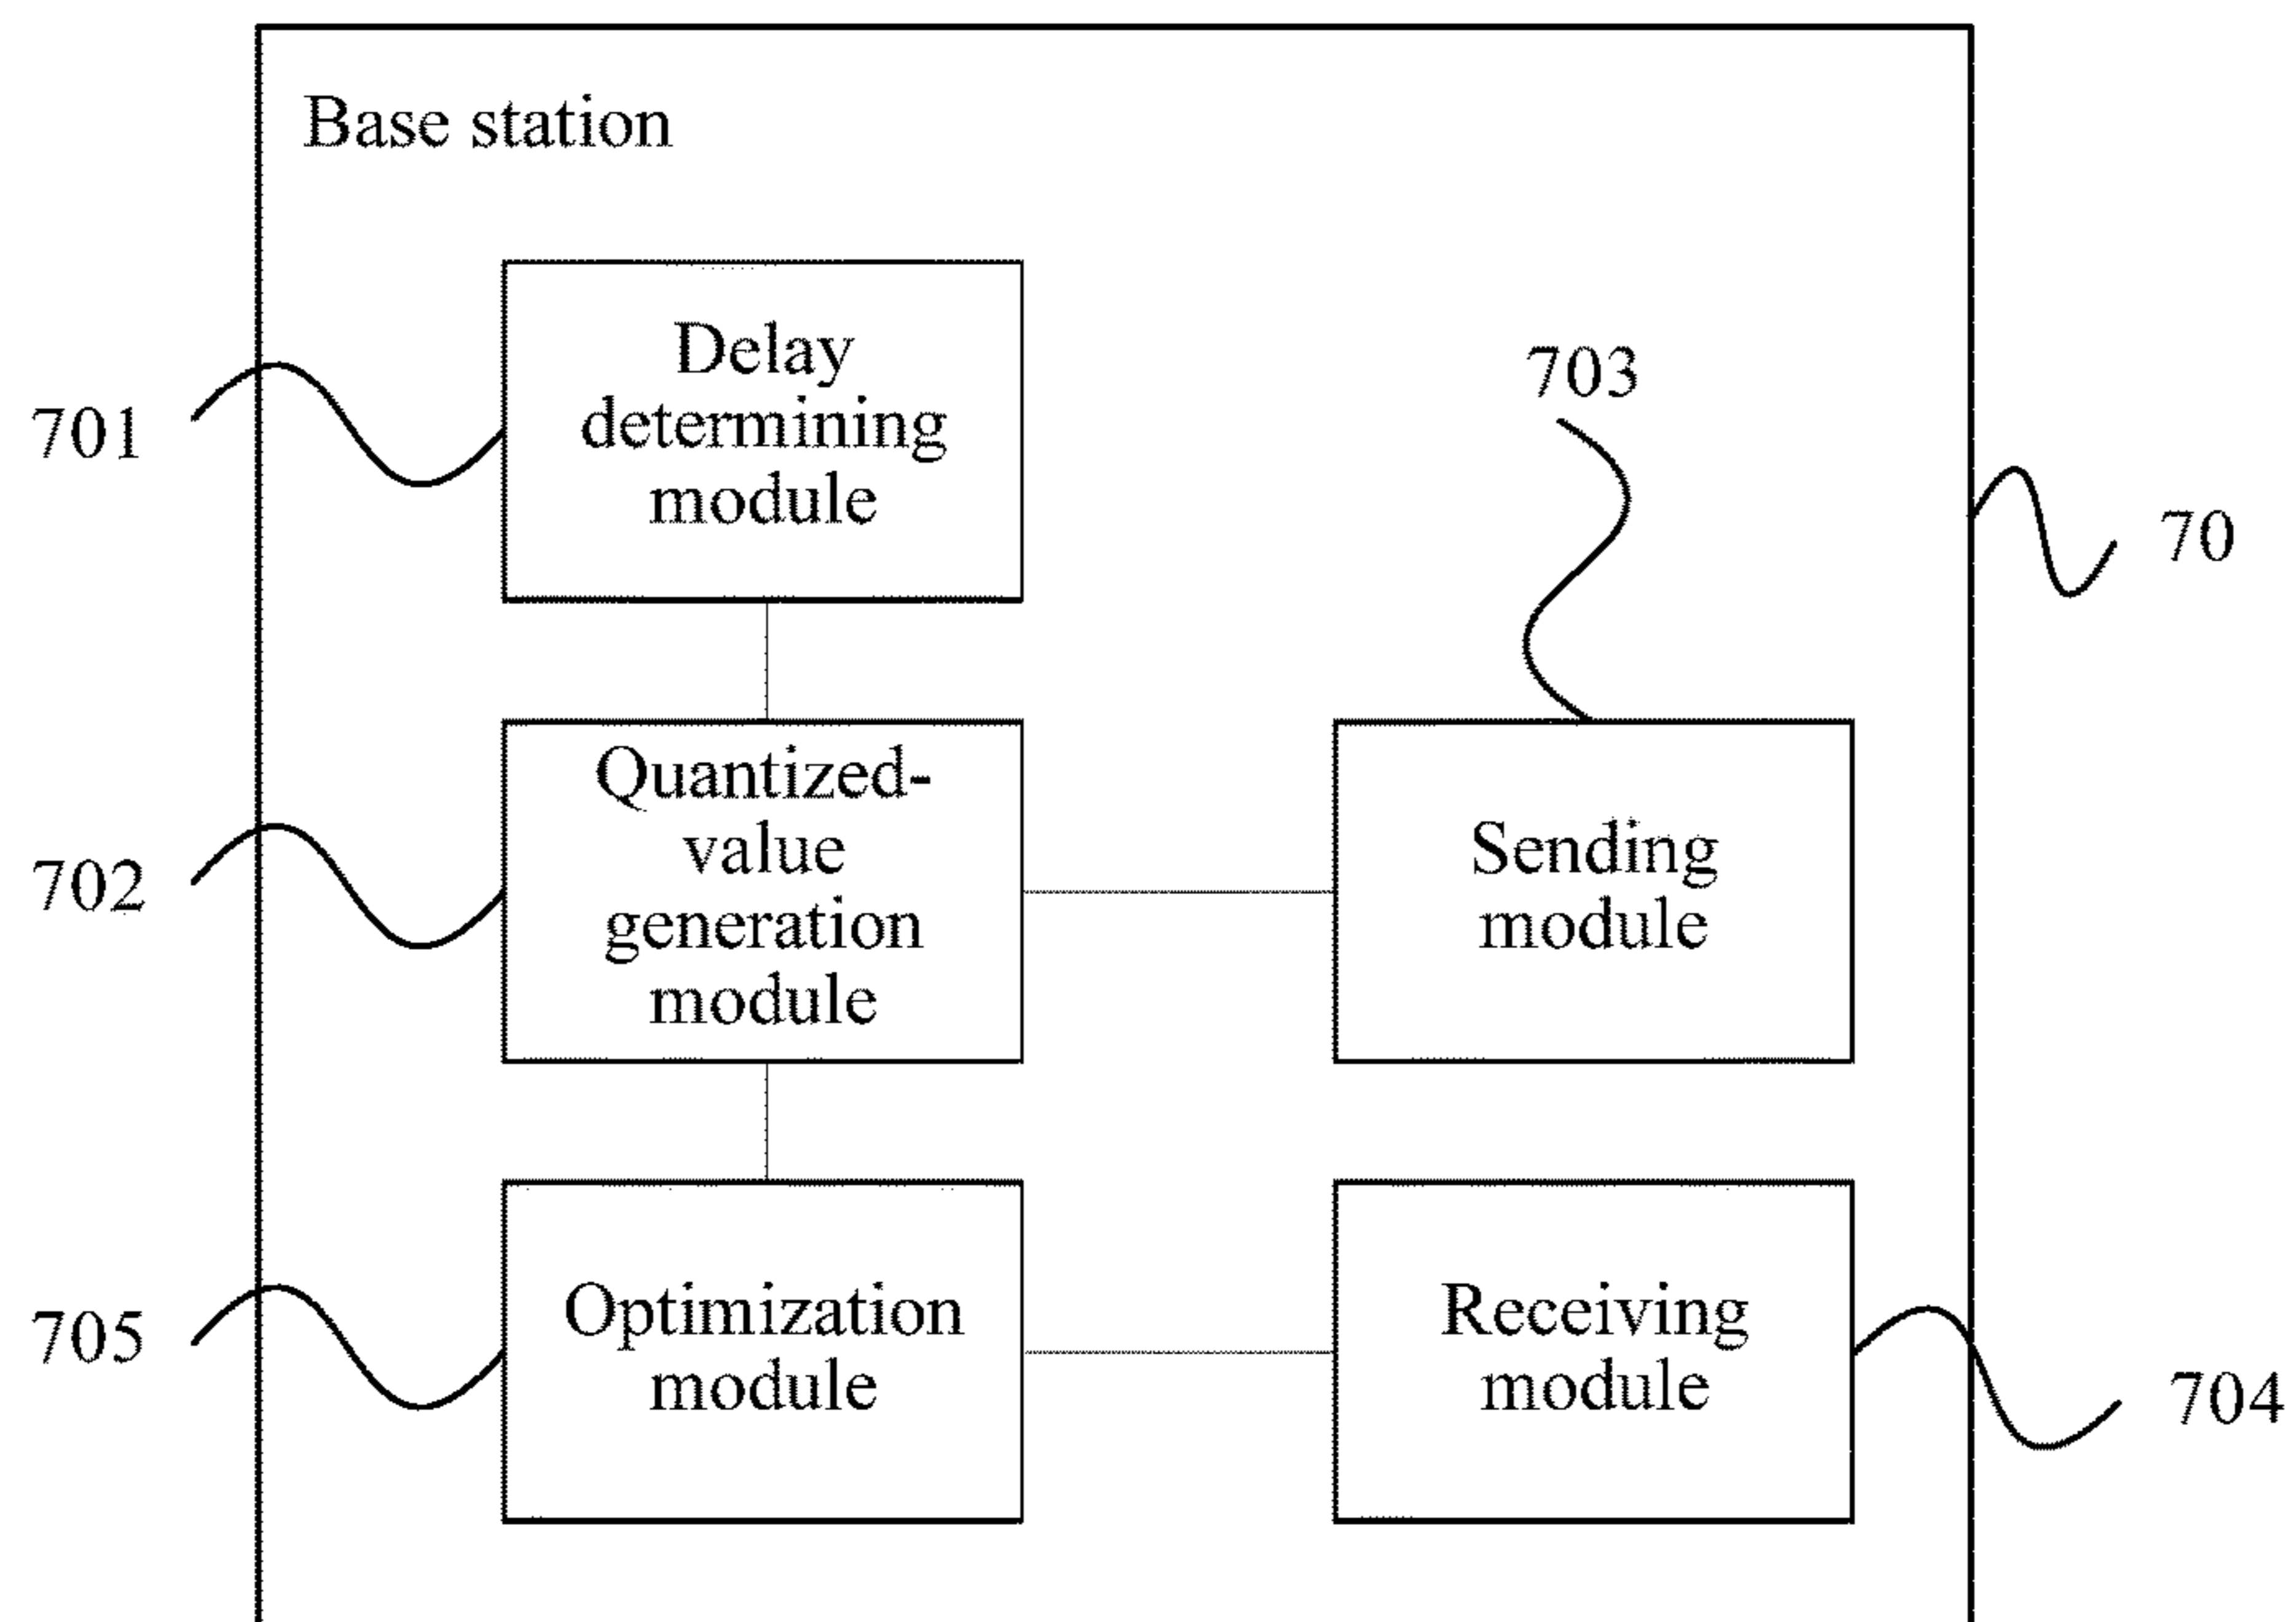 Base station
Delay
determining
module
701
703
70
Quantized-
value
generation
module
702
Sending
module
Optimization
module
705
Receiving
module
704